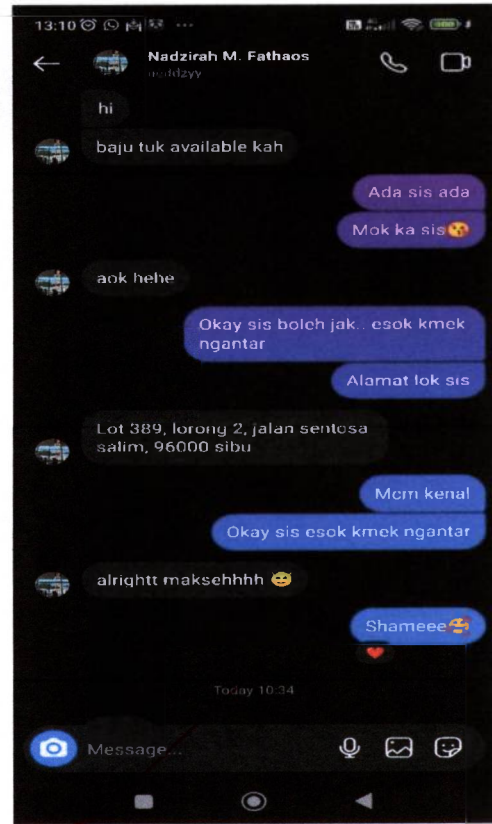 13:10
Nadzirah M. Fathaos
hi
baju tuk available kah
Ada sis ada
Mok ka sis😘
aok hehe
Okay sis boleh jak.. esok kmek
ngantar
Alamat lok sis
Lot 389, lorong 2, jalan sentosa
salim, 96000 sibu
Mcm kenal
Okay sis esok kmek ngantar
alrightt maksehhhh 😅
Shameee🥰
❤️
Today 10:34
Message...